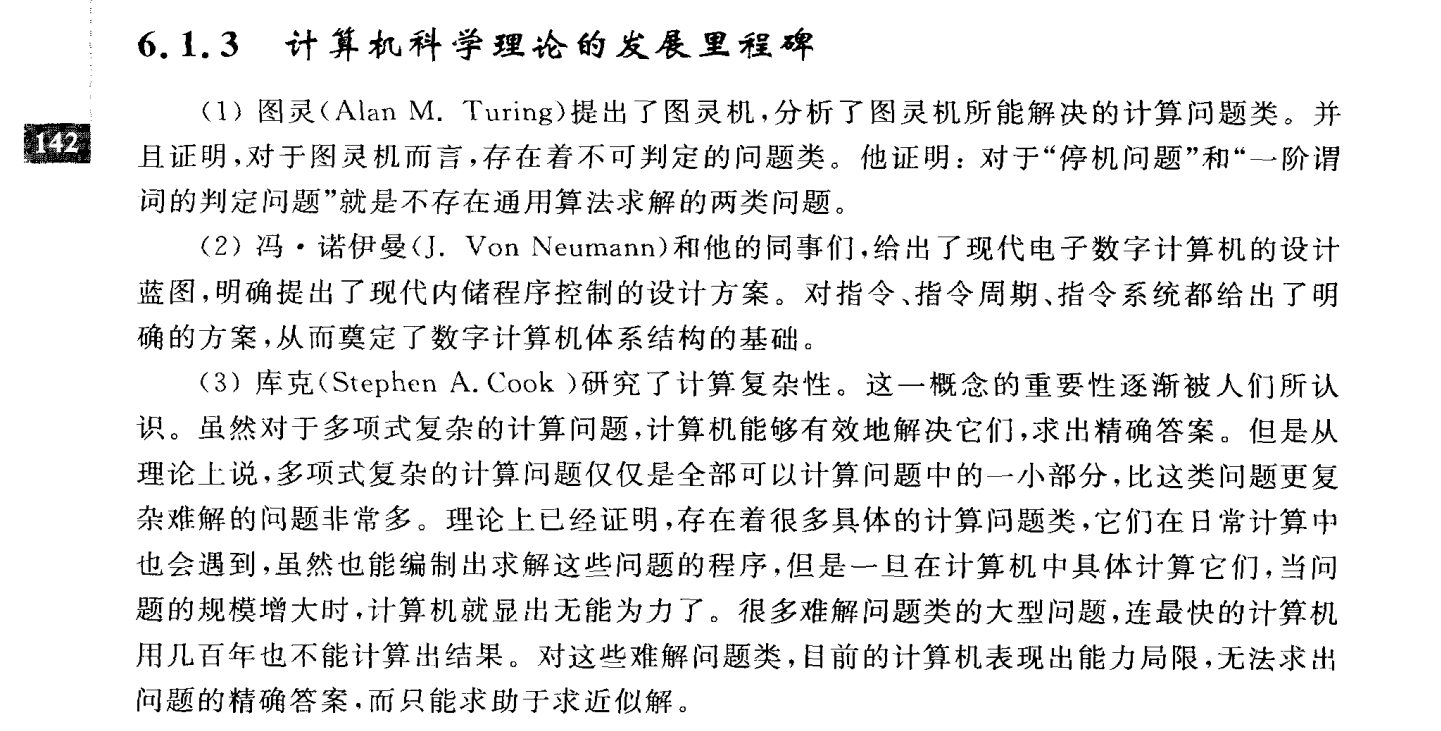 6.1.3 计算机科学理论的发展里程碑
(1) 图灵(Alan M. Turing)提出了图灵机,分析了图灵机所能解决的计算问题类。并
142
且证明,对于图灵机而言,存在着不可判定的问题类。他证明:对于“停机问题”和“一阶谓
词的判定问题”就是不存在通用算法求解的两类问题。
(2) 冯·诺伊曼(J. Von Neumann)和他的同事们,给出了现代电子数字计算机的设计
蓝图,明确提出了现代内储程序控制的设计方案。对指令、指令周期、指令系统都给出了明
确的方案,从而奠定了数字计算机体系结构的基础。
(3) 库克(Stephen A. Cook )研究了计算复杂性。这一概念的重要性逐渐被人们所认
识。虽然对于多项式复杂的计算问题,计算机能够有效地解决它们,求出精确答案。但是从
理论上说,多项式复杂的计算问题仅仅是全部可以计算问题中的一小部分,比这类问题更复
杂难解的问题非常多。理论上已经证明,存在着很多具体的计算问题类,它们在日常计算中
也会遇到,虽然也能编制出求解这些问题的程序,但是一旦在计算机中具体计算它们,当问
题的规模增大时,计算机就显出无能为力了。很多难解问题类的大型问题,连最快的计算机
用几百年也不能计算出结果。对这些难解问题类,目前的计算机表现出能力局限,无法求出
问题的精确答案,而只能求助于求近似解。